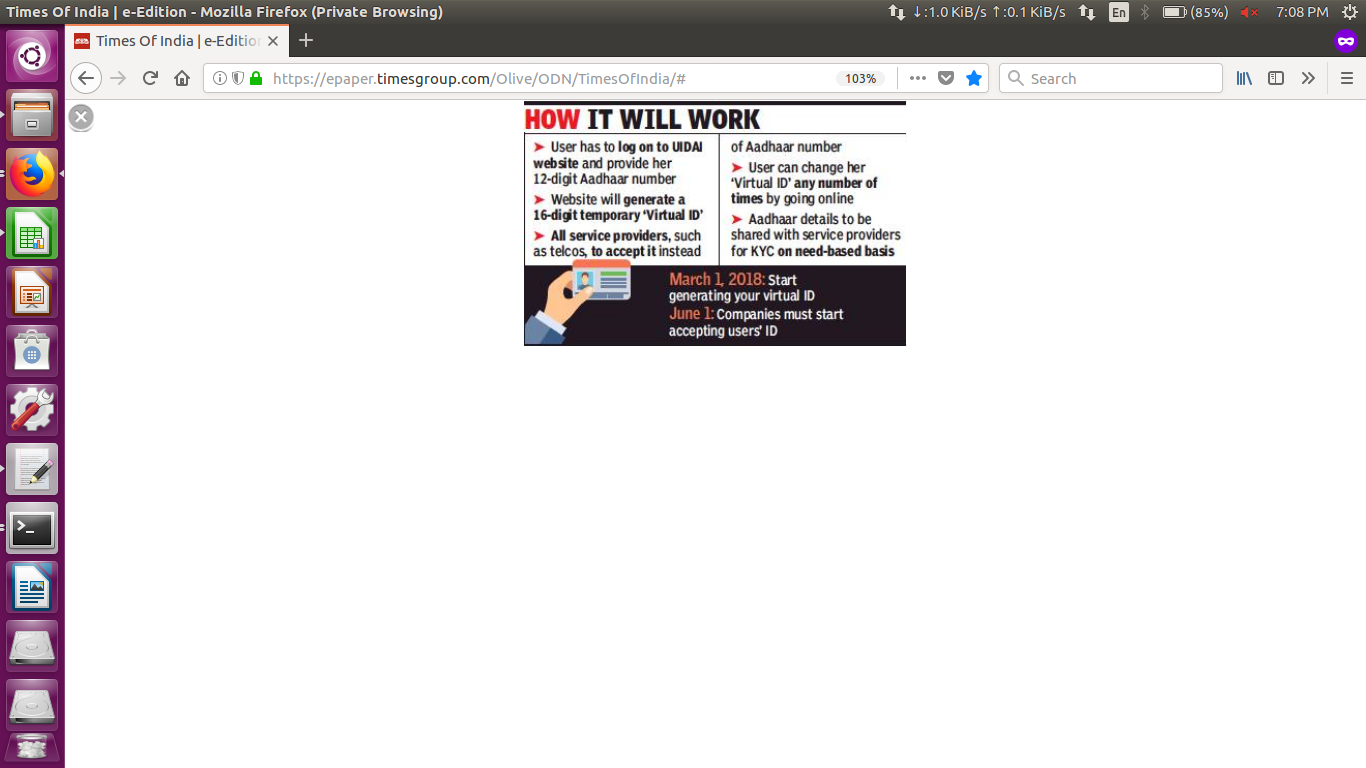 Times Of India | e-Edition - Mozilla Firefox (Private Browsing)
↓:1.0 KiB/s ↑:0.1 KiB/s En (85%) 7:08 PM
Times Of India | e-Edition
https://epaper.timesgroup.com/Olive/ODN/TimesOfIndia/# 103% Search
HOW IT WILL WORK
➤ User has to log on to UIDAI
website and provide her
12-digit Aadhaar number
➤ Website will generate a
16-digit temporary ‘Virtual ID’
➤ All service providers, such
as telcos, to accept it instead
of Aadhaar number
➤ User can change her
‘Virtual ID’ any number of
times by going online
➤ Aadhaar details to be
shared with service providers
for KYC on need-based basis
March 1, 2018: Start
generating your virtual ID
June 1: Companies must start
accepting users’ ID